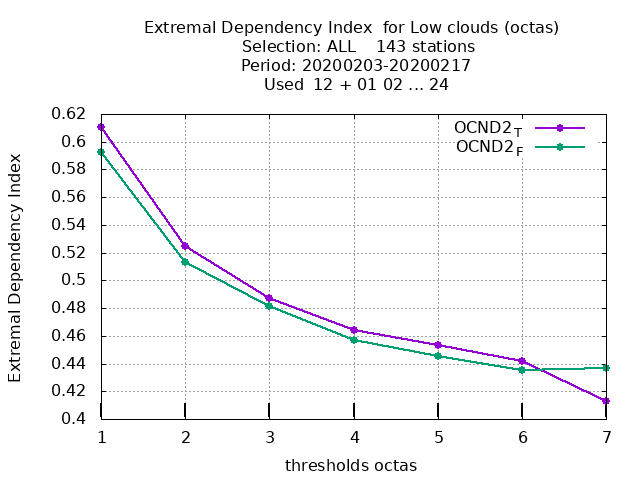 Extremal Dependency Index  for Low clouds (octas)
Selection: ALL    143 stations
Period: 20200203-20200217
Used  12 + 01 02 ... 24
OCND2T
OCND2F
Extremal Dependency Index
0.62
0.6
0.58
0.56
0.54
0.52
0.5
0.48
0.46
0.44
0.42
0.4
1 2 3 4 5 6 7
thresholds octas